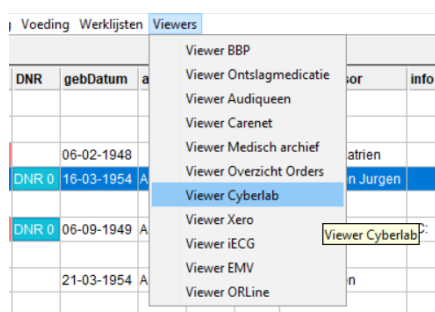 Voeding Werklijsten Viewers
DNR gebDatum a sor info
Viewer BBP
Viewer Ontslagmedicatie
Viewer Audiqueen
Viewer Carenet
Viewer Medisch archief
06-02-1948 atrien
Viewer Overzicht Orders
DNR 0 16-03-1954 A n Jurgen
Viewer Cyberlab
Viewer Xero
DNR 0 06-09-1949 A C:
Viewer Cyberlab
Viewer iECG
Viewer EMV
21-03-1954 A n
Viewer ORLine